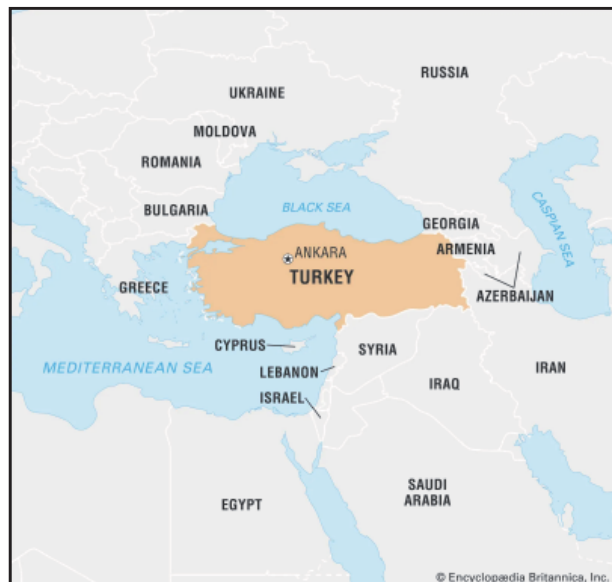 RUSSIA
UKRAINE
MOLDOVA
ROMANIA
CASPIAN SEA
BULGARIA
BLACK SEA
GEORGIA
ANKARA
ARMENIA
TURKEY
GREECE
AZERBAIJAN
CYPRUS
SYRIA
MEDITERRANEAN SEA
LEBANON
IRAN
IRAQ
ISRAEL
SAUDI
ARABIA
EGYPT
© Encyclopædia Britannica, Inc.